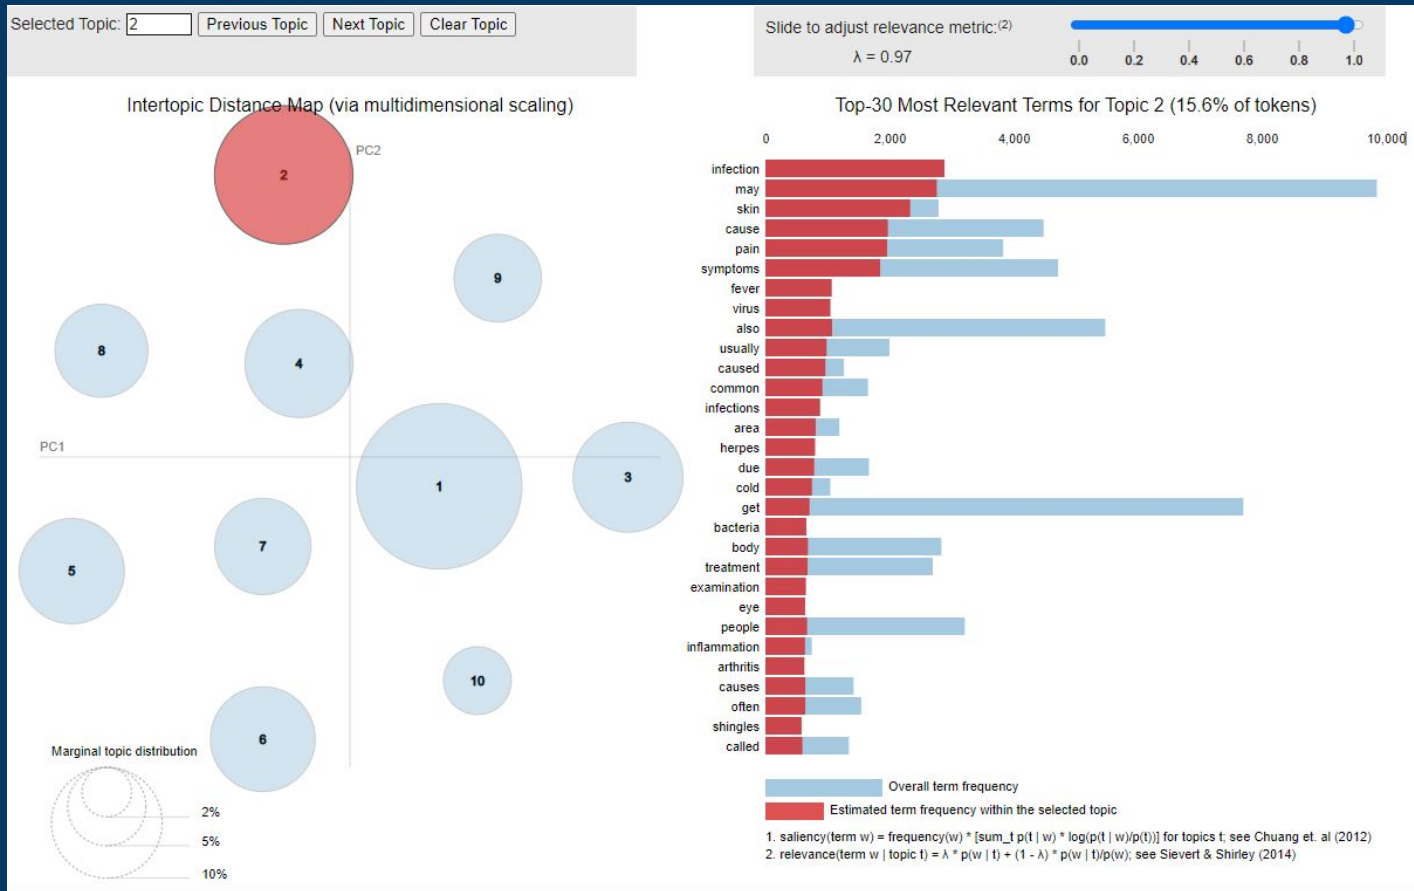 Selected Topic: 2 Previous Topic Next Topic Clear Topic
Slide to adjust relevance metric:(2)
λ = 0.97
0.0 0.2 0.4 0.6 0.8 1.0
Intertopic Distance Map (via multidimensional scaling)
PC2
2
9
8
4
PC1
1
3
7
5
10
6
Marginal topic distribution
2%
5%
10%
Top-30 Most Relevant Terms for Topic 2 (15.6% of tokens)
0 2,000 4,000 6,000 8,000 10,000
infection
may
skin
cause
pain
symptoms
fever
virus
also
usually
caused
common
infections
area
herpes
due
cold
get
bacteria
body
treatment
examination
eye
people
inflammation
arthritis
causes
often
shingles
called
Overall term frequency
Estimated term frequency within the selected topic
1. saliency(term w) = frequency(w) * [sum_t p(t | w) * log(p(t | w)/p(t))] for topics t; see Chuang et. al (2012)
2. relevance(term w | topic t) = λ * p(w | t) + (1 - λ) * p(w | t)/p(w); see Sievert & Shirley (2014)